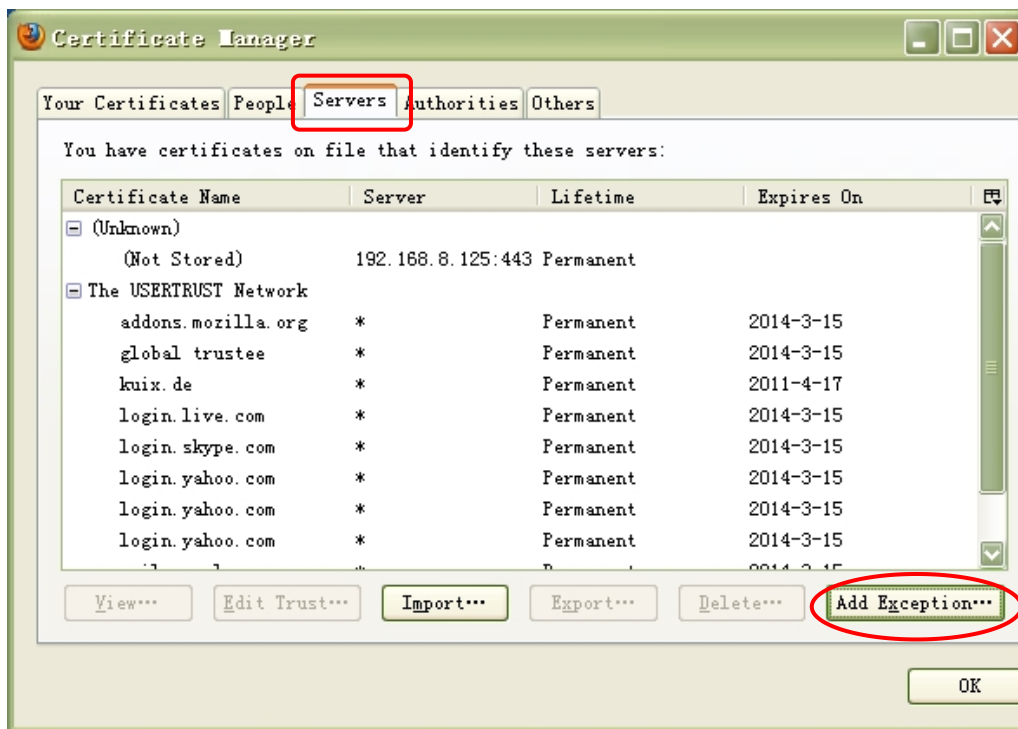 Certificate Manager
Your Certificates People Servers Authorities Others
You have certificates on file that identify these servers:
Certificate Name Server Lifetime Expires On
(Unknown)
(Not Stored) 192.168.8.125:443 Permanent
The USERTRUST Network
addons.mozilla.org * Permanent 2014-3-15
global trustee * Permanent 2014-3-15
kuix.de * Permanent 2011-4-17
login.live.com * Permanent 2014-3-15
login.skype.com * Permanent 2014-3-15
login.yahoo.com * Permanent 2014-3-15
login.yahoo.com * Permanent 2014-3-15
login.yahoo.com * Permanent 2014-3-15
View… Edit Trust… Import… Export… Delete… Add Exception…
OK